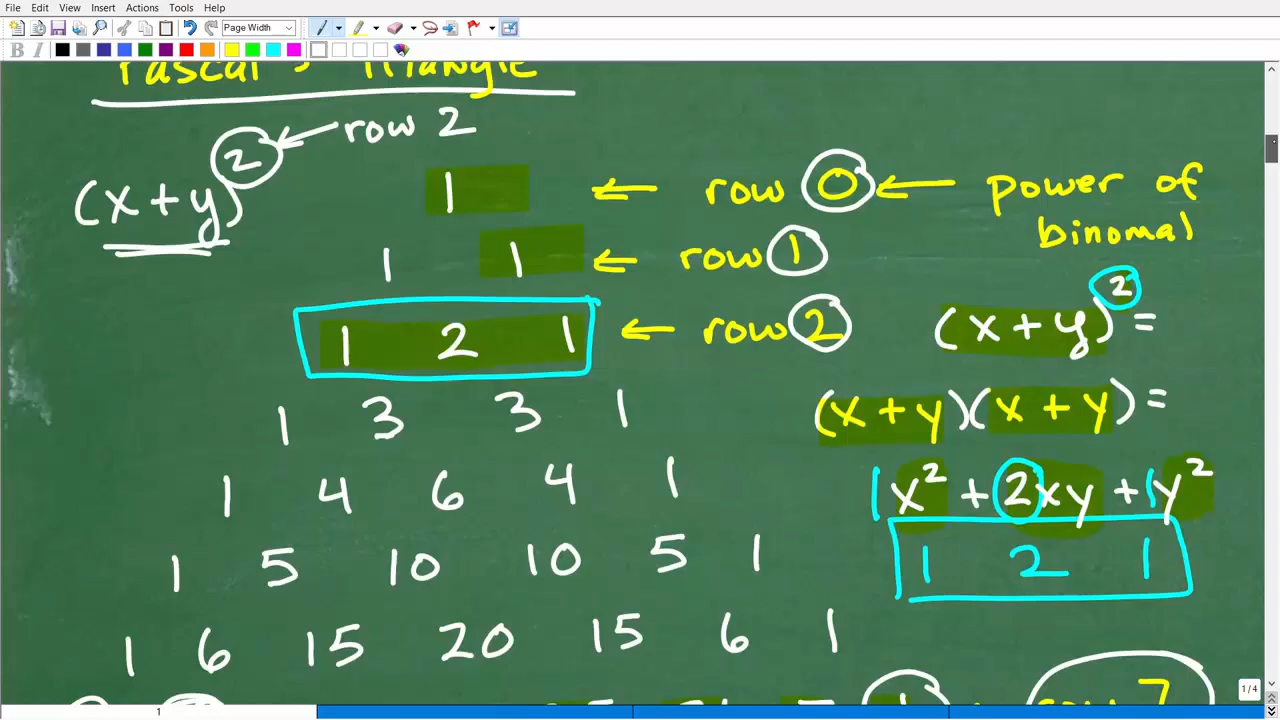 File Edit View Insert Actions Tools Help
Page Width
B I
Pascal's Triangle
(x+y)² ← row 2
1 ← row 0 ← power of
binomal
1 1 ← row 1
1 2 1 ← row 2
(x+y)² =
1 3 3 1
(x+y)(x+y) =
1 4 6 4 1
1x² + 2xy + 1y²
1 5 10 10 5 1
1 2 1
1 6 15 20 15 6 1
row 7
1/4
1